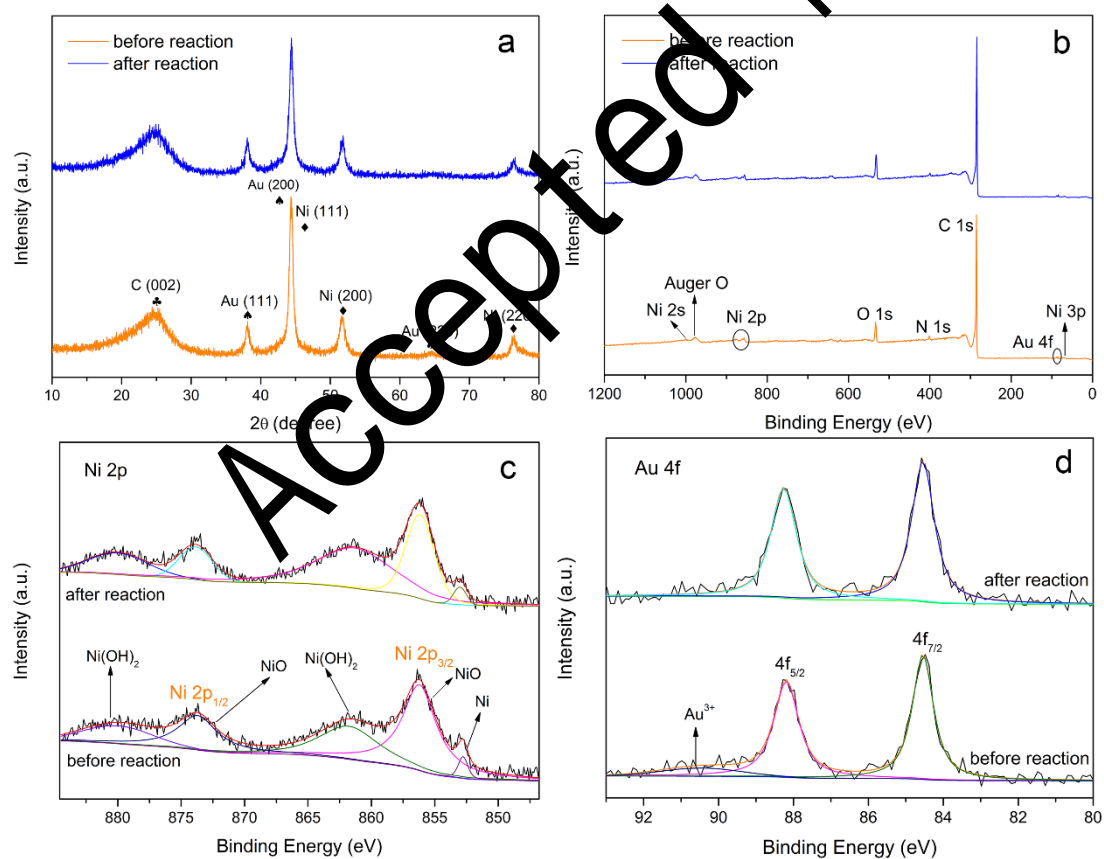 before reaction
after reaction
a
Au (200)
♠
Ni (111)
♦
C (002)
♣
Au (111)
♠
Ni (200)
♦
♦
Intensity (a.u.)
10 20 30 40 50 60 70 80
2θ (degree)
before reaction
after reaction
b
C 1s
Auger O
Ni 2s
Ni 2p
O 1s
N 1s
Ni 3p
Au 4f
Intensity (a.u.)
1200 1000 800 600 400 200 0
Binding Energy (eV)
Accepted
Ni 2p
c
after reaction
Ni(OH)2
Ni 2p1/2
NiO
Ni(OH)2
Ni 2p3/2
NiO
Ni
before reaction
Intensity (a.u.)
880 875 870 865 860 855 850
Binding Energy (eV)
Au 4f
d
after reaction
4f7/2
4f5/2
Au3+
before reaction
Intensity (a.u.)
92 90 88 86 84 82 80
Binding Energy (eV)